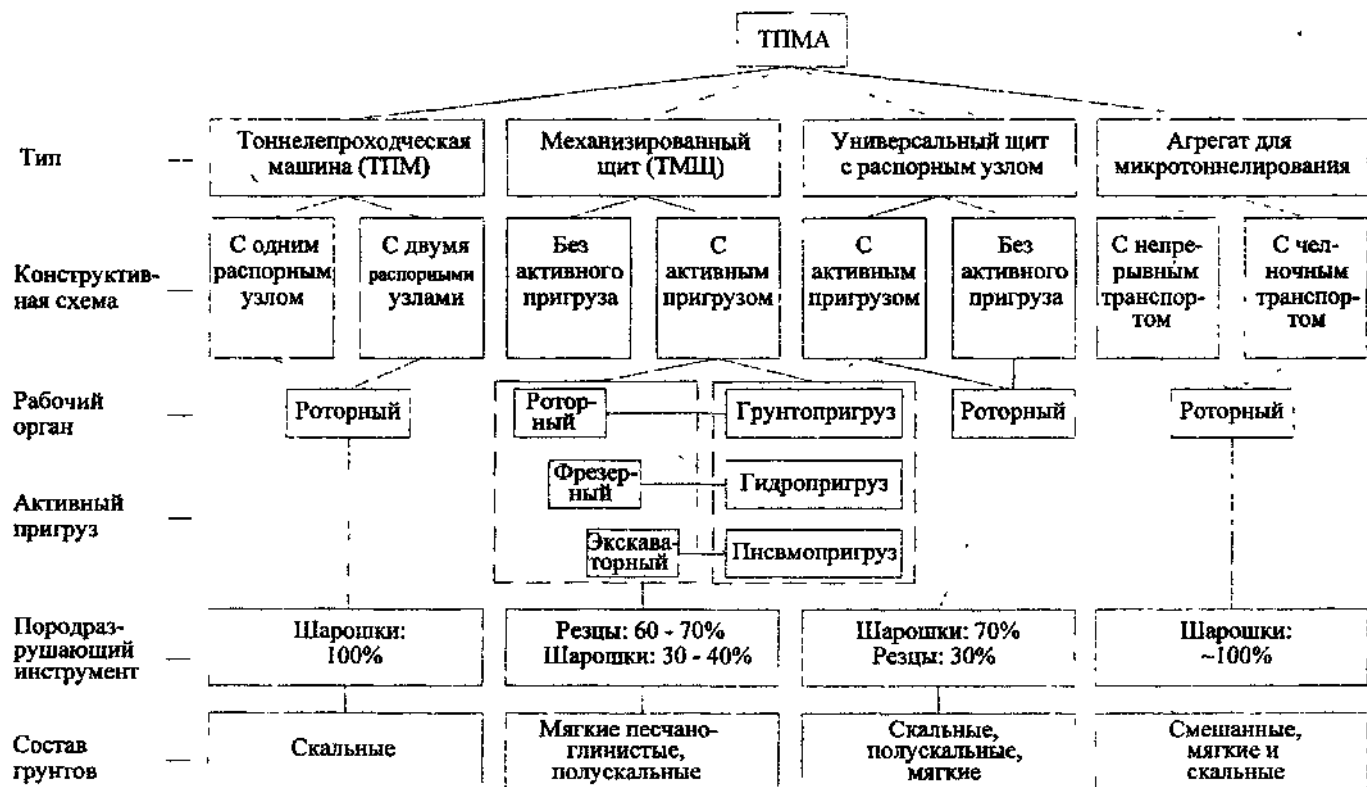 ТПМА
Тип
Тоннелепроходческая
машина (ТПМ)
Механизированный
щит (ТМЩ)
Универсальный щит
с распорным узлом
Агрегат для
микротоннелирования
Конструктив-
ная схема
С одним
распорным
узлом
С двумя
распорными
узлами
Без
активного
пригруза
С
активным
пригрузом
С
активным
пригрузом
Без
активного
пригруза
С непре-
рывным
транспор-
том
С чел-
ночным
транспор-
том
Рабочий
орган
Роторный
Ротор-
ный
Грунтопригруз
Роторный
Роторный
Активный
пригруз
Фрезер-
ный
Гидропригруз
Экскава-
торный
Пневмопригруз
Породраз-
рушающий
инструмент
Шарошки:
100%
Резцы: 60 - 70%
Шарошки: 30 - 40%
Шарошки: 70%
Резцы: 30%
Шарошки:
~100%
Состав
грунтов
Скальные
Мягкие песчано-
глинистые,
полускальные
Скальные,
полускальные,
мягкие
Смешанные,
мягкие и
скальные